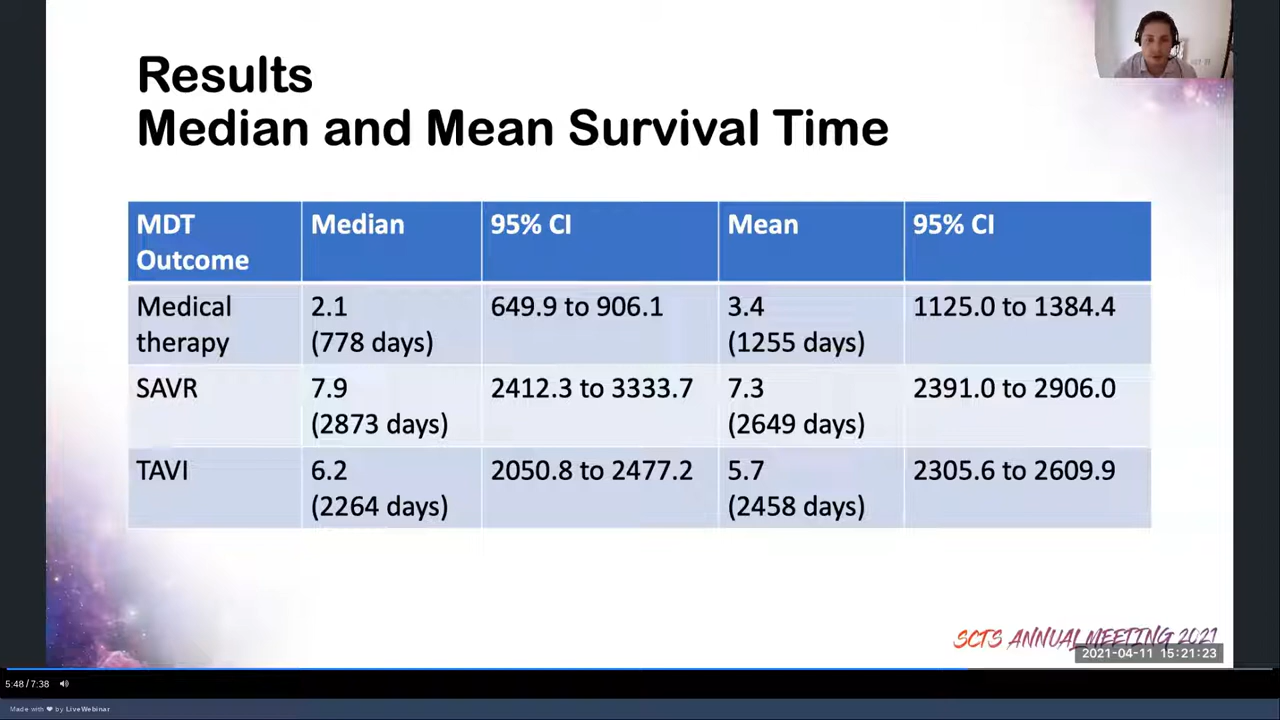 Results
Median and Mean Survival Time
MDT Outcome Median 95% CI Mean 95% CI
Medical therapy 2.1 (778 days) 649.9 to 906.1 3.4 (1255 days) 1125.0 to 1384.4
SAVR 7.9 (2873 days) 2412.3 to 3333.7 7.3 (2649 days) 2391.0 to 2906.0
TAVI 6.2 (2264 days) 2050.8 to 2477.2 5.7 (2458 days) 2305.6 to 2609.9
SCTS ANNUAL MEETING 2021
2021-04-11 15:21:23
5:48 / 7:38
Made with ❤ by LiveWebinar